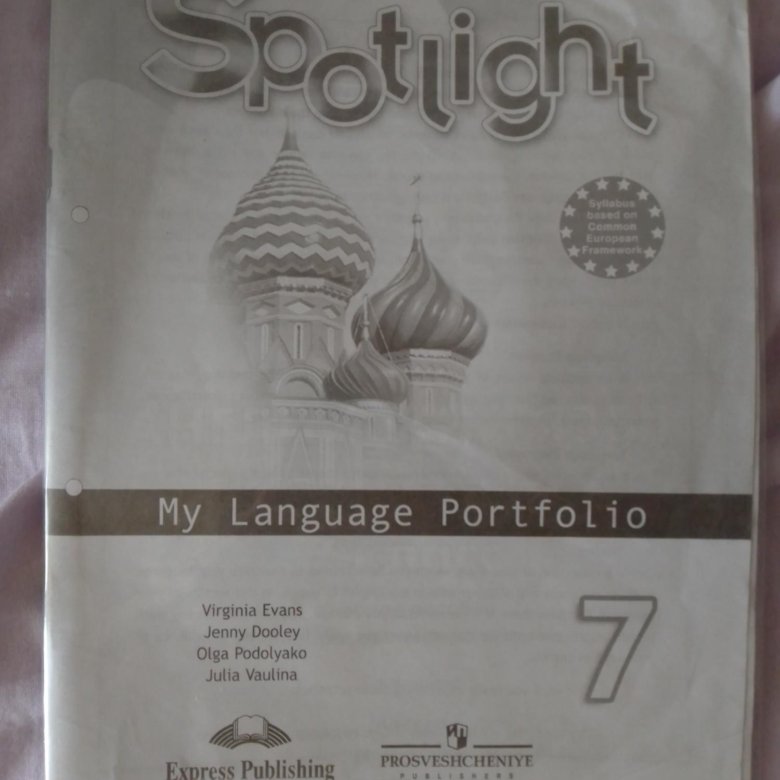 Spotlight
Syllabus
based on
Common
European
Framework
My Language Portfolio
7
Virginia Evans
Jenny Dooley
Olga Podolyako
Julia Vaulina
Express Publishing
PROSVESHCHENIYE
PUBLISHERS